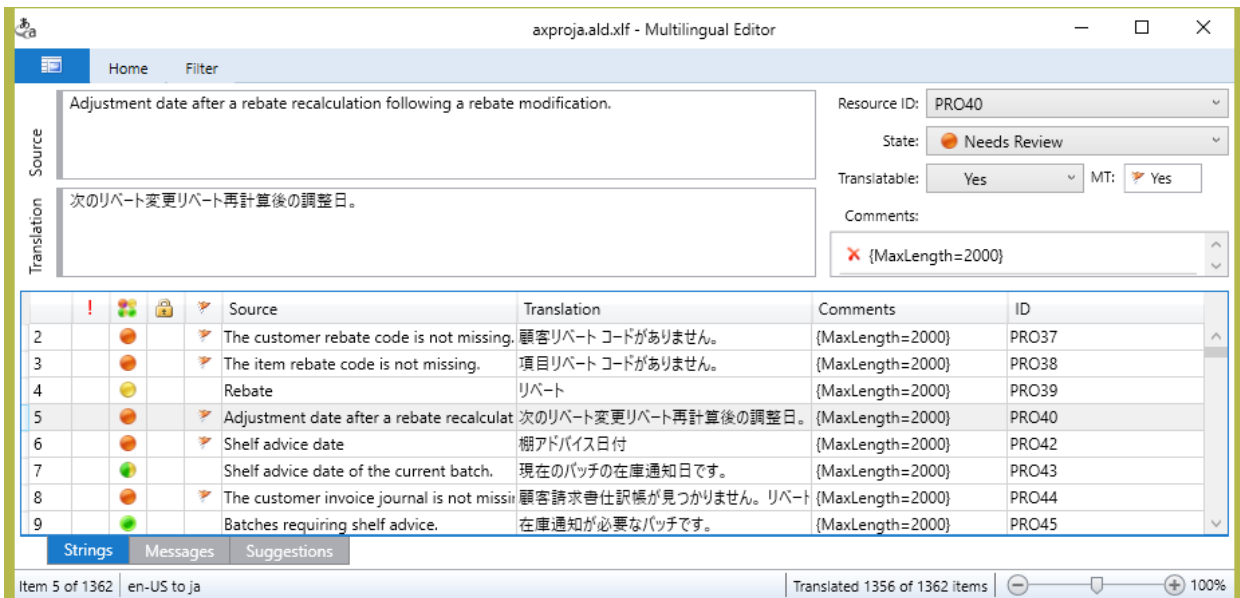 axproja.ald.xlf - Multilingual Editor
Home Filter
Source
Adjustment date after a rebate recalculation following a rebate modification.
Resource ID: PRO40
State: Needs Review
Translatable: Yes MT: Yes
Translation
次のリベート変更リベート再計算後の調整日。
Comments:
{MaxLength=2000}
! Source Translation Comments ID
2 The customer rebate code is not missing. 顧客リベート コードがありません。 {MaxLength=2000} PRO37
3 The item rebate code is not missing. 項目リベート コードがありません。 {MaxLength=2000} PRO38
4 Rebate リベート {MaxLength=2000} PRO39
5 Adjustment date after a rebate recalculat 次のリベート変更リベート再計算後の調整日。 {MaxLength=2000} PRO40
6 Shelf advice date 棚アドバイス日付 {MaxLength=2000} PRO42
7 Shelf advice date of the current batch. 現在のバッチの在庫通知日です。 {MaxLength=2000} PRO43
8 The customer invoice journal is not missin 顧客請求書仕訳帳が見つかりません。リベート {MaxLength=2000} PRO44
9 Batches requiring shelf advice. 在庫通知が必要なバッチです。 {MaxLength=2000} PRO45
Strings Messages Suggestions
Item 5 of 1362 en-US to ja Translated 1356 of 1362 items 100%